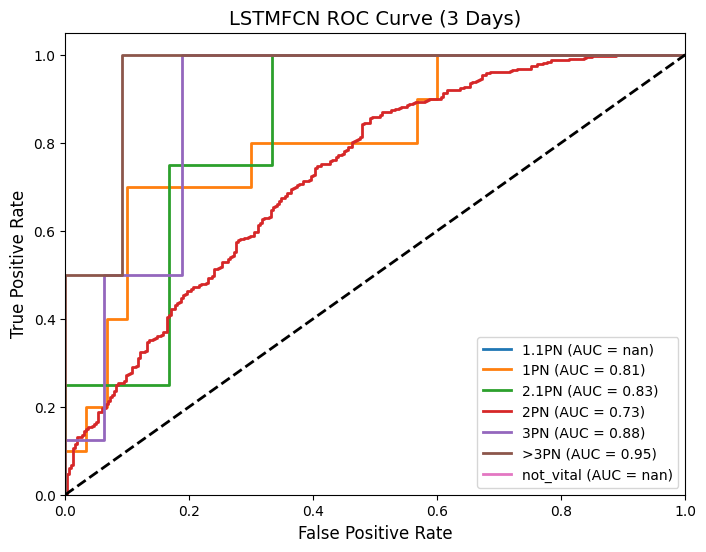 LSTMFCN ROC Curve (3 Days)
True Positive Rate
1.0
0.8
0.6
0.4
0.2
0.0
1.1PN (AUC = nan)
1PN (AUC = 0.81)
2.1PN (AUC = 0.83)
2PN (AUC = 0.73)
3PN (AUC = 0.88)
>3PN (AUC = 0.95)
not_vital (AUC = nan)
0.0 0.2 0.4 0.6 0.8 1.0
False Positive Rate